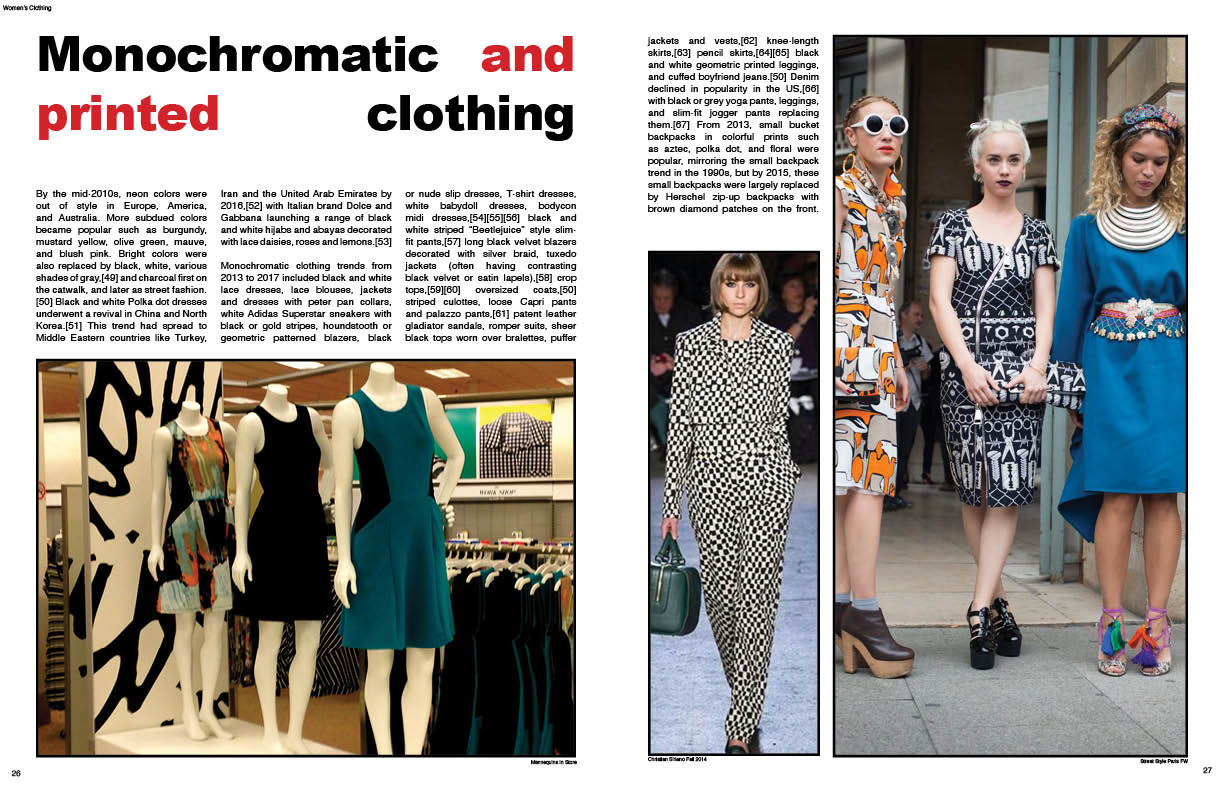 Women's Clothing
Monochromatic and
printed clothing
By the mid-2010s, neon colors were
out of style in Europe, America,
and Australia. More subdued colors
became popular such as burgundy,
mustard yellow, olive green, mauve,
and blush pink. Bright colors were
also replaced by black, white, various
shades of gray,[49] and charcoal first on
the catwalk, and later as street fashion.
[50] Black and white Polka dot dresses
underwent a revival in China and North
Korea.[51] This trend had spread to
Middle Eastern countries like Turkey,
Iran and the United Arab Emirates by
2016,[52] with Italian brand Dolce and
Gabbana launching a range of black
and white hijabs and abayas decorated
with lace daisies, roses and lemons.[53]
Monochromatic clothing trends from
2013 to 2017 included black and white
lace dresses, lace blouses, jackets
and dresses with peter pan collars,
white Adidas Superstar sneakers with
black or gold stripes, houndstooth or
geometric patterned blazers, black
or nude slip dresses, T-shirt dresses,
white babydoll dresses, bodycon
midi dresses,[54][55][56] black and
white striped "Beetlejuice" style slim-
fit pants,[57] long black velvet blazers
decorated with silver braid, tuxedo
jackets (often having contrasting
black velvet or satin lapels),[58] crop
tops,[59][60] oversized coats,[50]
striped culottes, loose Capri pants
and palazzo pants,[61] patent leather
gladiator sandals, romper suits, sheer
black tops worn over bralettes, puffer
jackets and vests,[62] knee-length
skirts,[63] pencil skirts,[64][65] black
and white geometric printed leggings,
and cuffed boyfriend jeans.[50] Denim
declined in popularity in the US,[66]
with black or grey yoga pants, leggings,
and slim-fit jogger pants replacing
them.[67] From 2013, small bucket
backpacks in colorful prints such
as aztec, polka dot, and floral were
popular, mirroring the small backpack
trend in the 1990s, but by 2015, these
small backpacks were largely replaced
by Herschel zip-up backpacks with
brown diamond patches on the front.
WORK SHOP
Mannequins in Store
Christian Siriano Fall 2014
Street Style Paris FW
26
27